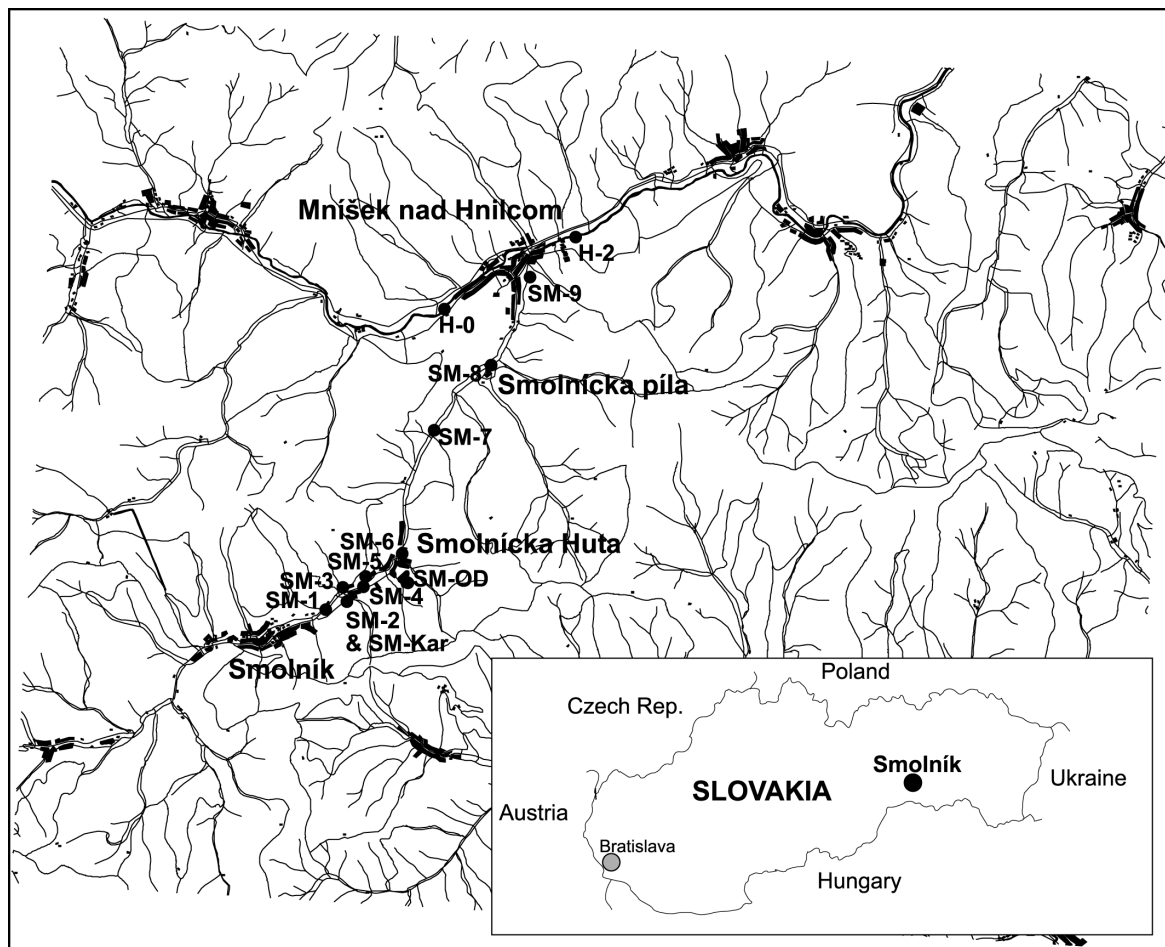 Mníšek nad Hnilcom
H-2
SM-9
H-0
SM-8
Smolnícka píla
SM-7
SM-6
Smolnícka Huta
SM-5
SM-OD
SM-3
SM-4
SM-1
SM-2
& SM-Kar
Smolník
Poland
Czech Rep.
Smolník
SLOVAKIA
Ukraine
Austria
Bratislava
Hungary